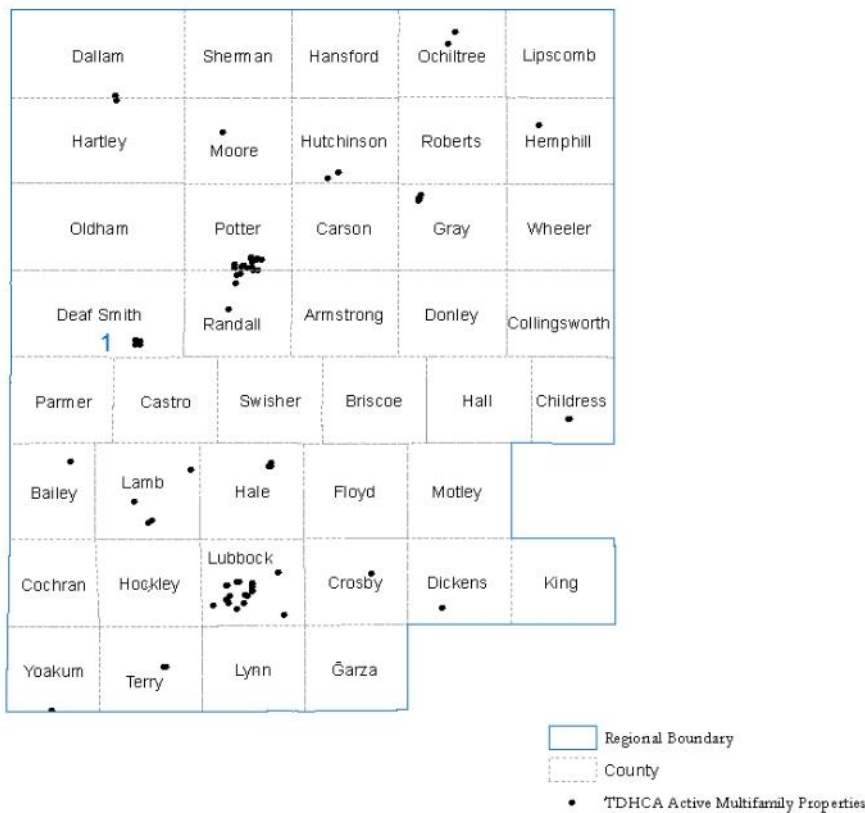 Dallam Sherman Hansford Ochiltree Lipscomb
Hartley Moore Hutchinson Roberts Hemphill
Oldham Potter Carson Gray Wheeler
Deaf Smith Randall Armstrong Donley Collingsworth
1
Parmer Castro Swisher Briscoe Hall Childress
Bailey Lamb Hale Floyd Motley
Cochran Hockley Lubbock Crosby Dickens King
Yoakum Terry Lynn Garza
Regional Boundary
County
TDHCA Active Multifamily Properties